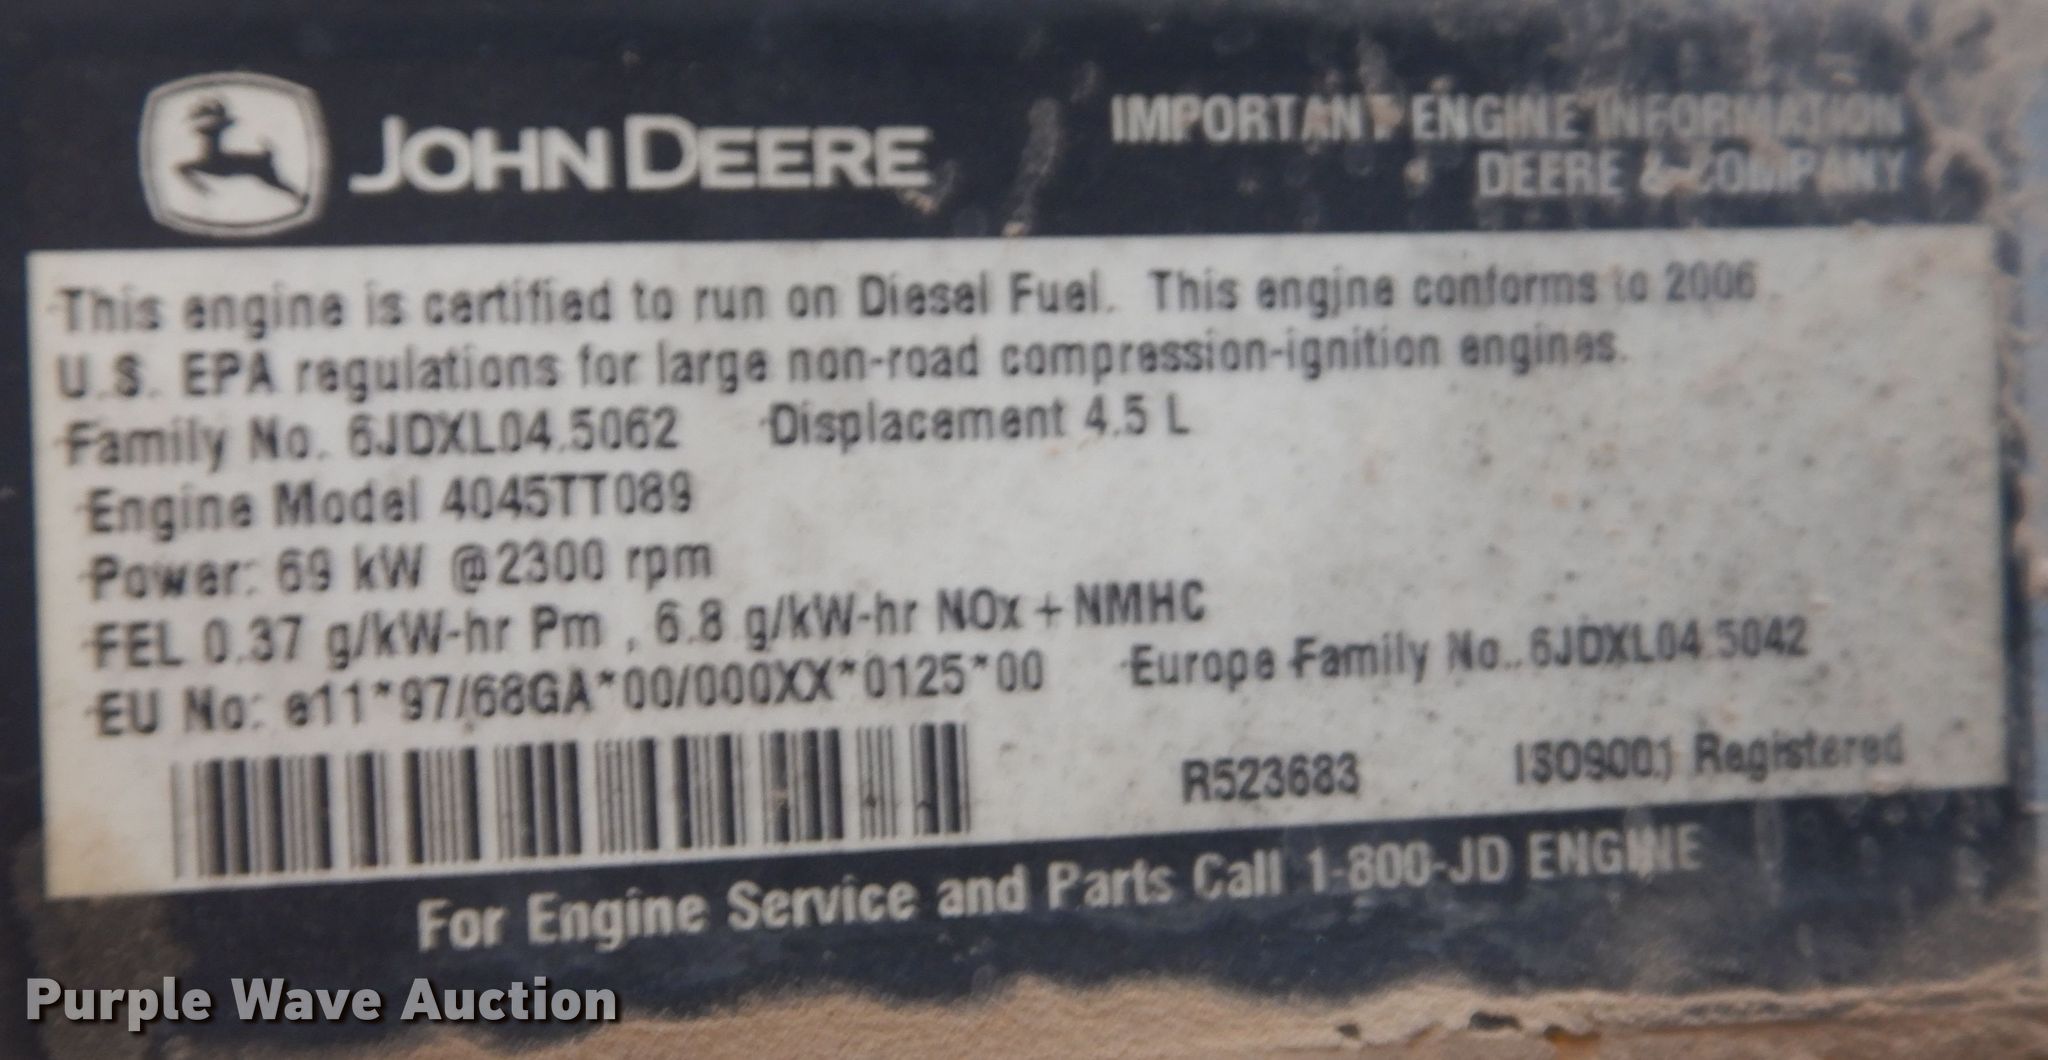 JOHN DEERE
IMPORTANT ENGINE INFORMATION
DEERE & COMPANY
This engine is certified to run on Diesel Fuel. This engine conforms to 2006
U.S. EPA regulations for large non-road compression-ignition engines.
Family No. 6JDXL04.5062 Displacement 4.5 L
Engine Model 4045TT089
Power: 69 kW @2300 rpm
FEL 0.37 g/kW-hr Pm , 6.8 g/kW-hr NOx + NMHC
EU No: e11*97/68GA*00/000XX*0125*00 Europe Family No. 6JDXL04.5042
R523683 ISO9001 Registered
For Engine Service and Parts Call 1-800-JD ENGINE
Purple Wave Auction